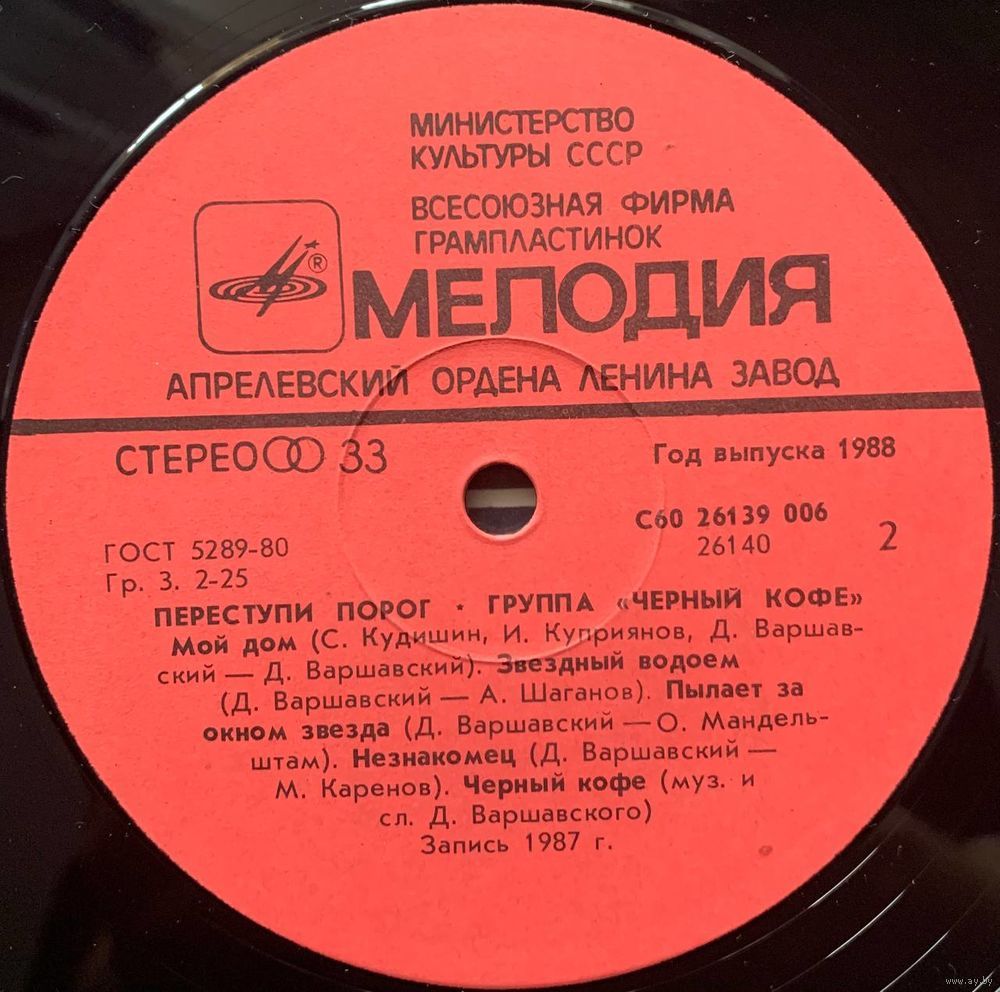 МИНИСТЕРСТВО
КУЛЬТУРЫ СССР
ВСЕСОЮЗНАЯ ФИРМА
ГРАМПЛАСТИНОК
®
МЕЛОДИЯ
АПРЕЛЕВСКИЙ ОРДЕНА ЛЕНИНА ЗАВОД
СТЕРЕО 33
Год выпуска 1988
С60 26139 006
26140
2
ГОСТ 5289-80
Гр. 3. 2-25
ПЕРЕСТУПИ ПОРОГ • ГРУППА «ЧЕРНЫЙ КОФЕ»
Мой дом (С. Кудишин, И. Куприянов, Д. Варшав-
ский — Д. Варшавский). Звездный водоем
(Д. Варшавский — А. Шаганов). Пылает за
окном звезда (Д. Варшавский — О. Мандель-
штам). Незнакомец (Д. Варшавский —
М. Каренов). Черный кофе (муз. и
сл. Д. Варшавского)
Запись 1987 г.
www.ay.by